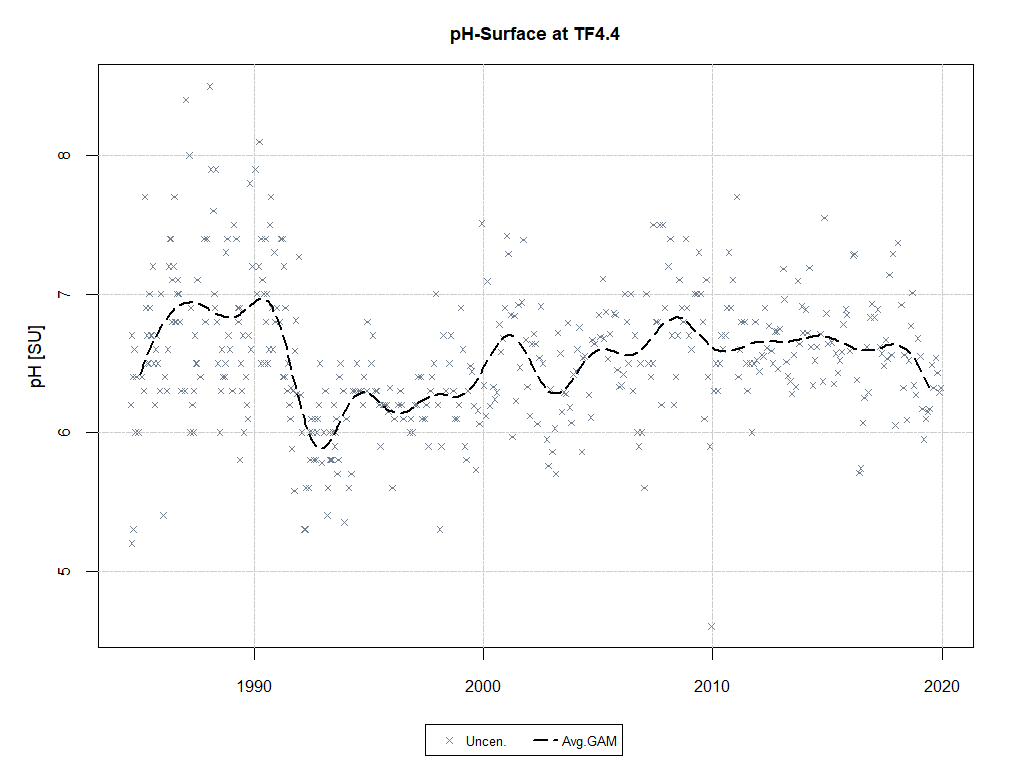 pH-Surface at TF4.4
pH [SU]
8
7
6
5
1990 2000 2010 2020
Uncen. Avg.GAM